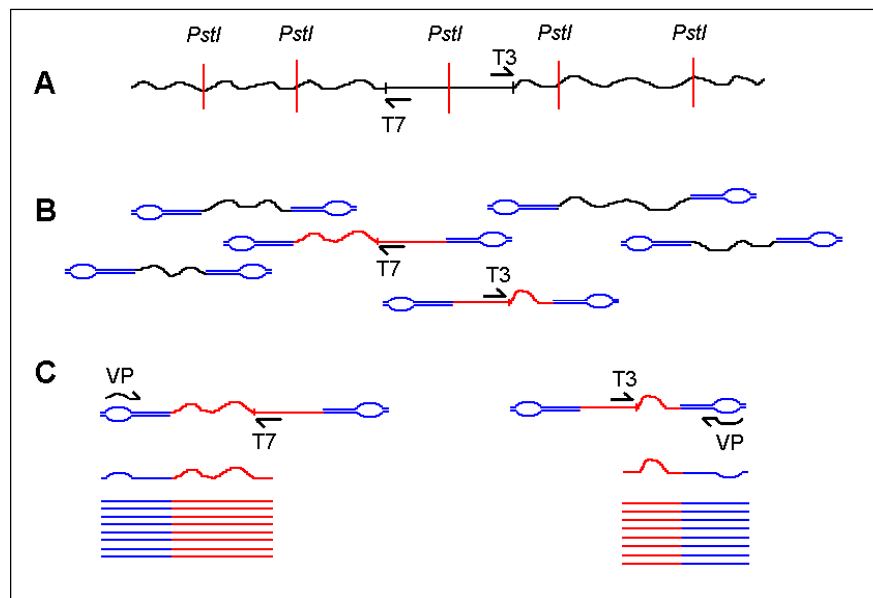 PstI PstI PstI PstI PstI
A T3
T7
B
T7
T3
C
VP T3
T7 VP